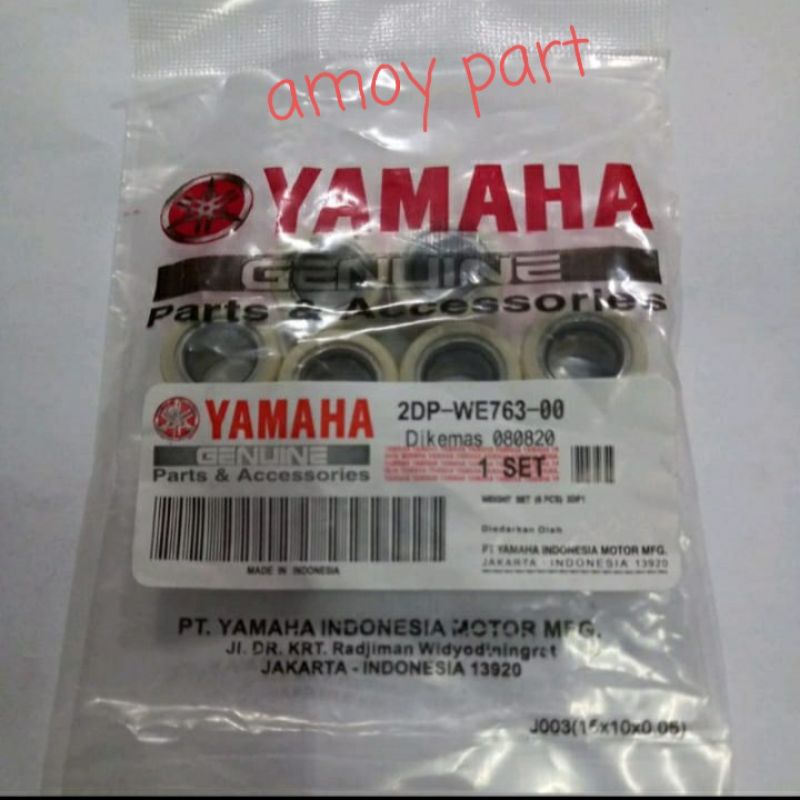 amoy part
YAMAHA
GENUINE
Parts & Accessories
YAMAHA 2DP-WE763-00
GENUINE Dikemas 080820
Parts & Accessories 1 SET
WEIGHT SET (6 PCS) 2DP1
Diedarkan Oleh
PT YAMAHA INDONESIA MOTOR MFG.
MADE IN INDONESIA JAKARTA - INDONESIA 13920
PT. YAMAHA INDONESIA MOTOR MFG.
Jl. DR. KRT. Radjiman Widyodiningrat
JAKARTA - INDONESIA 13920
J003(15x10x0.05)